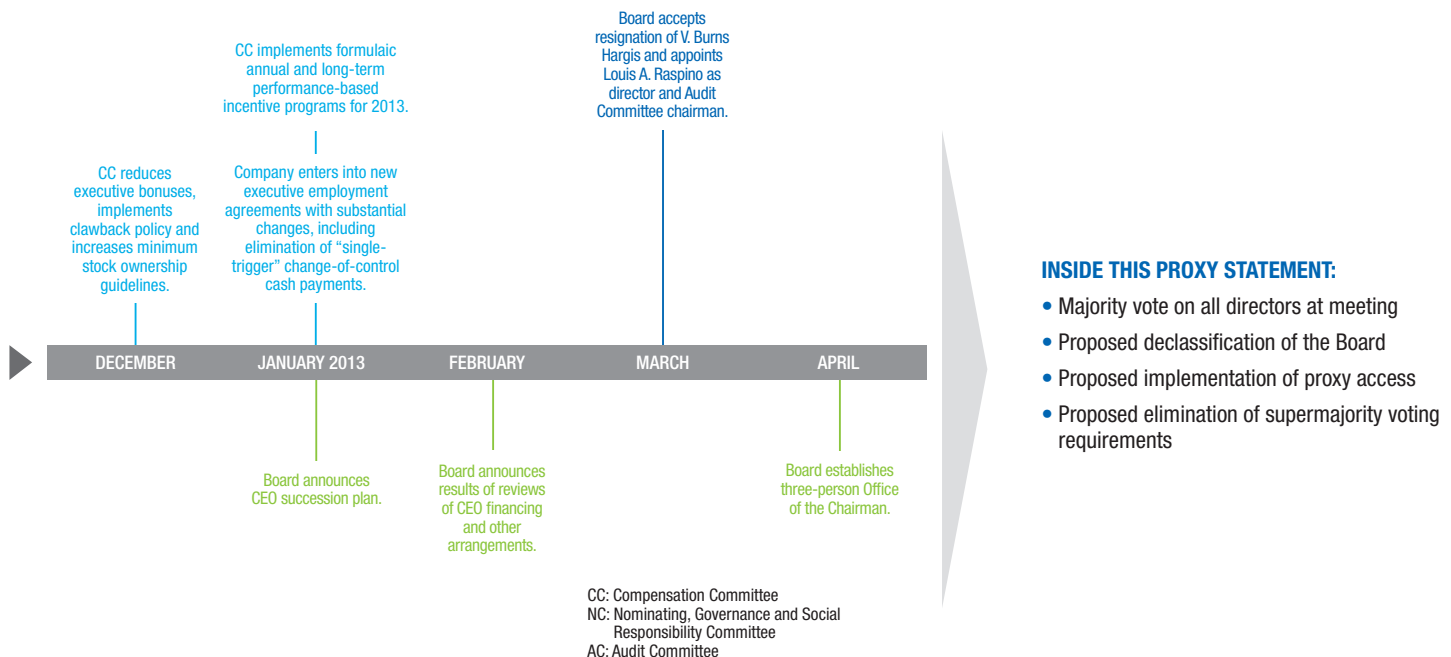 Board accepts
resignation of V. Burns
Hargis and appoints
Louis A. Raspino as
director and Audit
Committee chairman.
CC implements formulaic
annual and long-term
performance-based
incentive programs for 2013.
CC reduces
executive bonuses,
implements
clawback policy and
increases minimum
stock ownership
guidelines.
Company enters into new
executive employment
agreements with substantial
changes, including
elimination of “single-
trigger” change-of-control
cash payments.
DECEMBER
JANUARY 2013
FEBRUARY
MARCH
APRIL
Board announces
CEO succession plan.
Board announces
results of reviews
of CEO financing
and other
arrangements.
Board establishes
three-person Office
of the Chairman.
CC: Compensation Committee
NC: Nominating, Governance and Social
Responsibility Committee
AC: Audit Committee
INSIDE THIS PROXY STATEMENT:
• Majority vote on all directors at meeting
• Proposed declassification of the Board
• Proposed implementation of proxy access
• Proposed elimination of supermajority voting
requirements